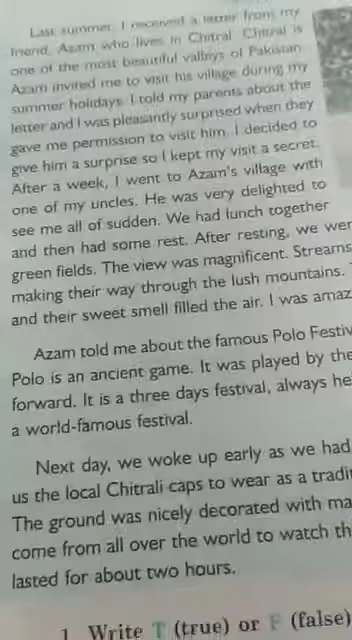 Last summer, I received a letter from my
friend, Azam who lives in Chitral. Chitral is
one of the most beautiful valleys of Pakistan.
Azam invited me to visit his village during my
summer holidays. I told my parents about the
letter and I was pleasantly surprised when they
gave me permission to visit him. I decided to
give him a surprise so I kept my visit a secret.
After a week, I went to Azam's village with
one of my uncles. He was very delighted to
see me all of sudden. We had lunch together
and then had some rest. After resting, we wer
green fields. The view was magnificent. Streams
making their way through the lush mountains.
and their sweet smell filled the air. I was amaz
Azam told me about the famous Polo Festiv
Polo is an ancient game. It was played by the
forward. It is a three days festival, always he
a world-famous festival.
Next day, we woke up early as we had
us the local Chitrali caps to wear as a tradi
The ground was nicely decorated with ma
come from all over the world to watch th
lasted for about two hours.
1 Write T (true) or F (false)